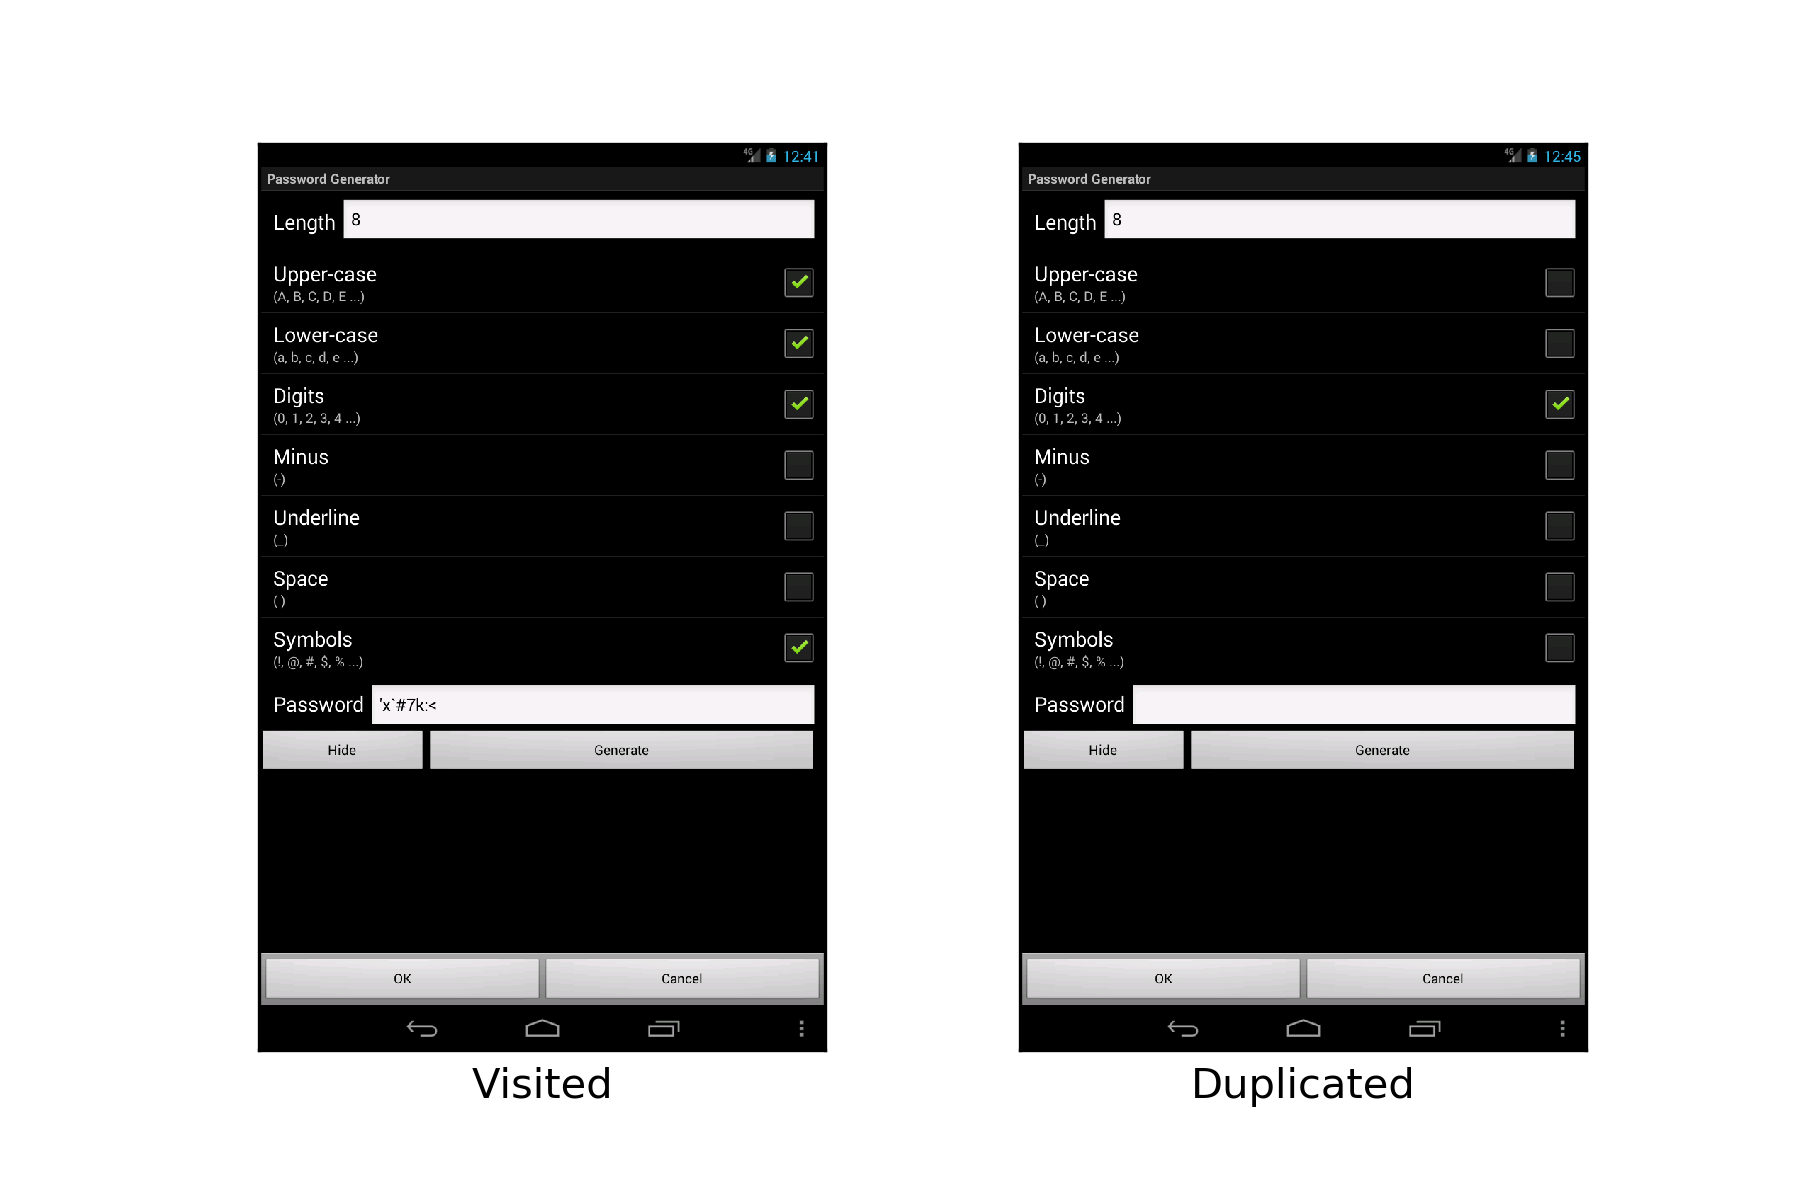 4G 12:41
Password Generator
Length 8
Upper-case
(A, B, C, D, E ...)
Lower-case
(a, b, c, d, e ...)
Digits
(0, 1, 2, 3, 4 ...)
Minus
(-)
Underline
(_)
Space
( )
Symbols
(!, @, #, $, % ...)
Password 'x`#7k:<
Hide Generate
OK Cancel
Visited
4G 12:45
Password Generator
Length 8
Upper-case
(A, B, C, D, E ...)
Lower-case
(a, b, c, d, e ...)
Digits
(0, 1, 2, 3, 4 ...)
Minus
(-)
Underline
(_)
Space
( )
Symbols
(!, @, #, $, % ...)
Password
Hide Generate
OK Cancel
Duplicated